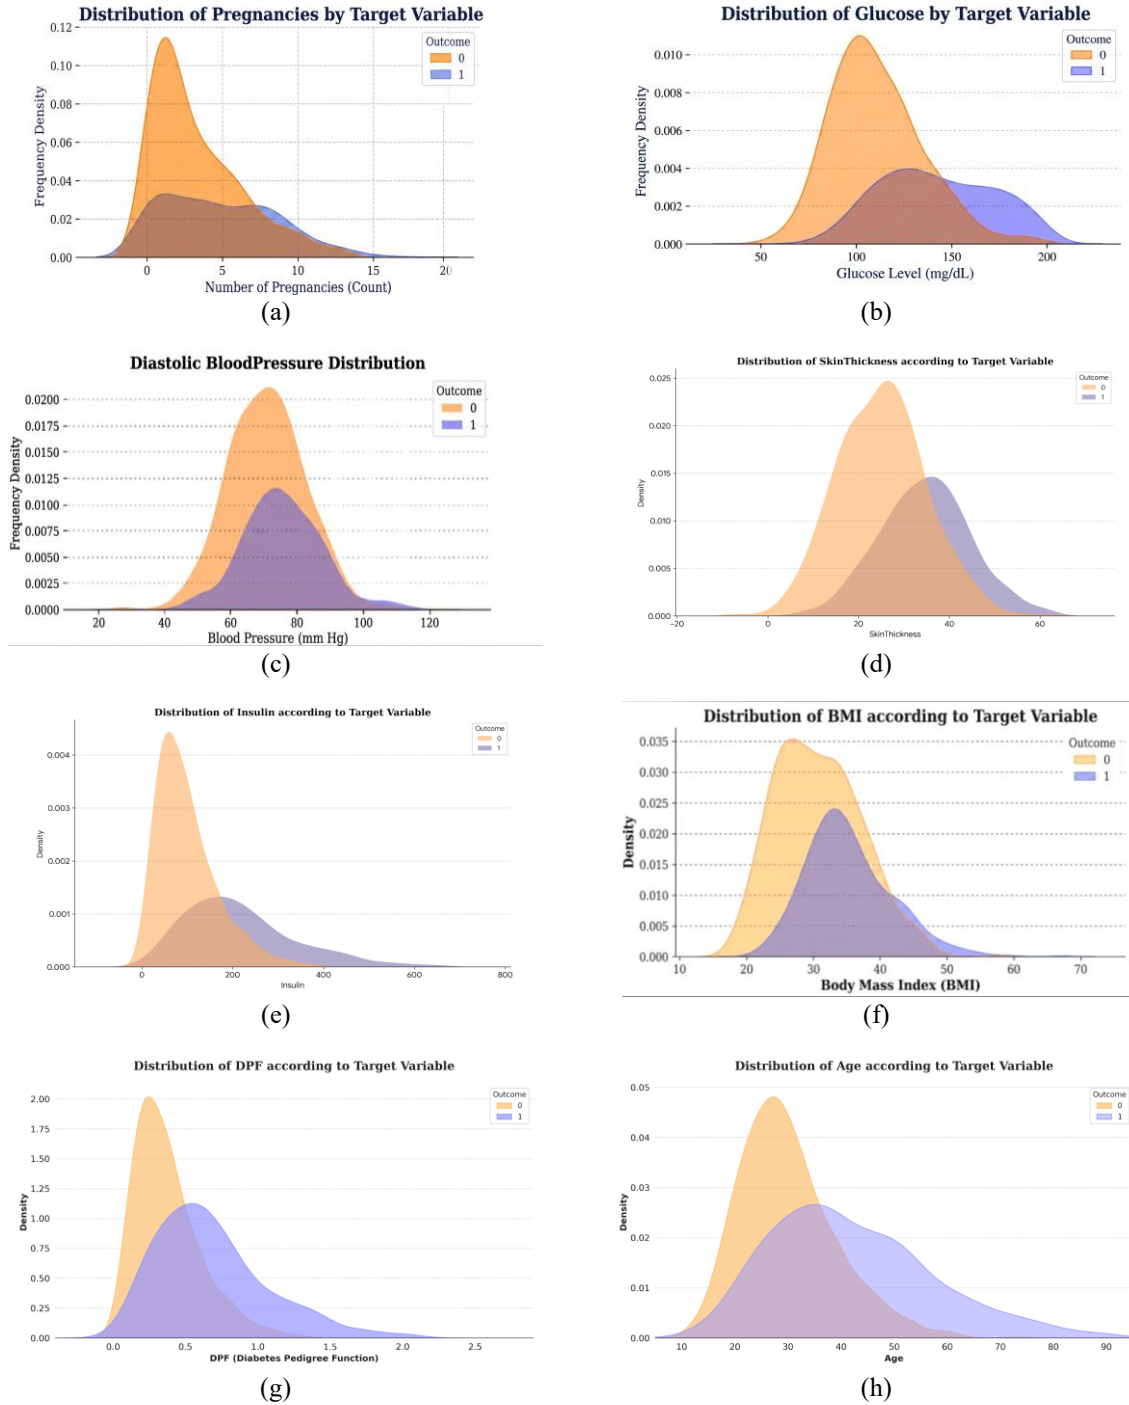 Distribution of Pregnancies by Target Variable
Outcome
0
1
0.12
0.10
0.08
0.06
0.04
0.02
0.00
Frequency Density
0 5 10 15 20
Number of Pregnancies (Count)
(a)
Distribution of Glucose by Target Variable
Outcome
0
1
0.010
0.008
0.006
0.004
0.002
0.000
Frequency Density
50 100 150 200
Glucose Level (mg/dL)
(b)
Diastolic BloodPressure Distribution
Outcome
0
1
0.0200
0.0175
0.0150
0.0125
0.0100
0.0075
0.0050
0.0025
0.0000
Frequency Density
20 40 60 80 100 120
Blood Pressure (mm Hg)
(c)
Distribution of SkinThickness according to Target Variable
Outcome
0
1
0.025
0.020
0.015
0.010
0.005
0.000
Density
−20 0 20 40 60
SkinThickness
(d)
Distribution of Insulin according to Target Variable
Outcome
0
1
0.004
0.003
0.002
0.001
0.000
Density
0 200 400 600 800
Insulin
(e)
Distribution of BMI according to Target Variable
Outcome
0
1
0.035
0.030
0.025
0.020
0.015
0.010
0.005
0.000
Density
10 20 30 40 50 60 70
Body Mass Index (BMI)
(f)
Distribution of DPF according to Target Variable
Outcome
0
1
2.00
1.75
1.50
1.25
1.00
0.75
0.50
0.25
0.00
Density
0.0 0.5 1.0 1.5 2.0 2.5
DPF (Diabetes Pedigree Function)
(g)
Distribution of Age according to Target Variable
Outcome
0
1
0.05
0.04
0.03
0.02
0.01
0.00
Density
10 20 30 40 50 60 70 80 90
Age
(h)